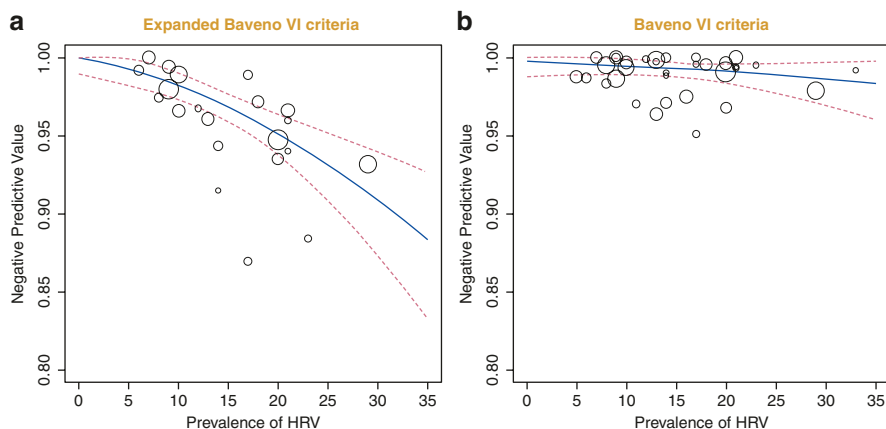 a
Expanded Baveno VI criteria
Negative Predictive Value
1.00
0.95
0.90
0.85
0.80
0 5 10 15 20 25 30 35
Prevalence of HRV
b
Baveno VI criteria
Negative Predictive Value
1.00
0.95
0.90
0.85
0.80
0 5 10 15 20 25 30 35
Prevalence of HRV